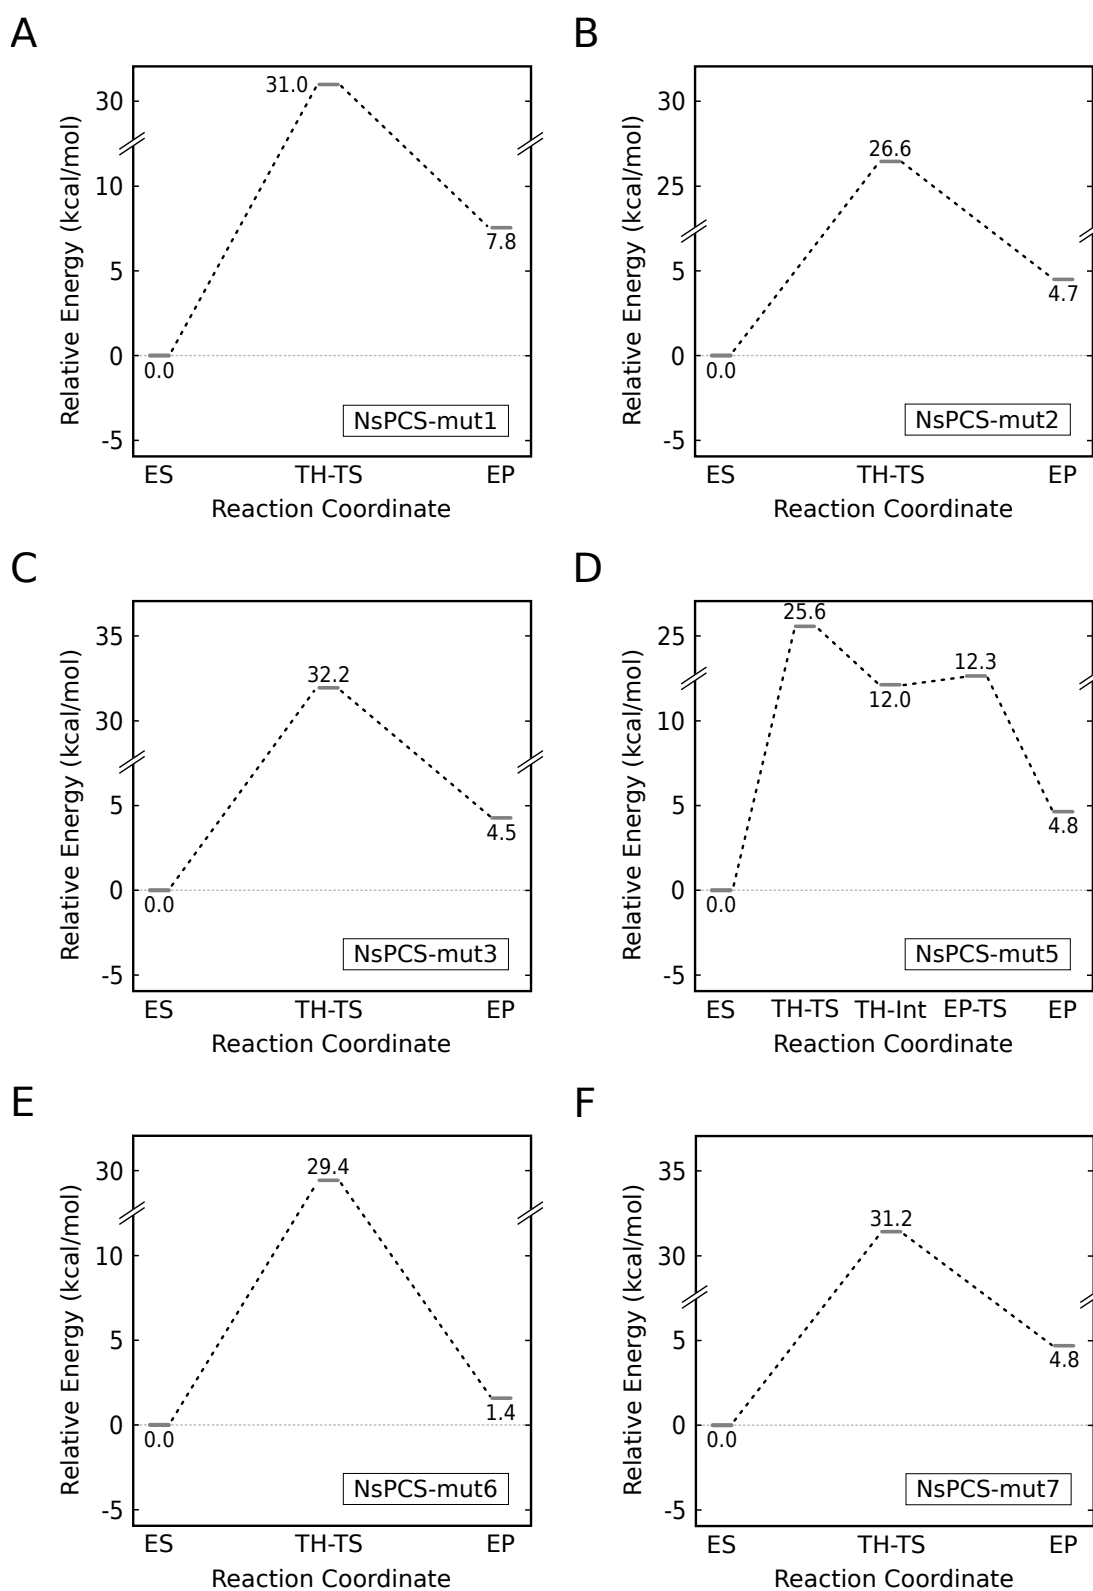 A
Relative Energy (kcal/mol)
30
10
5
0
-5
31.0
7.8
0.0
NsPCS-mut1
ES TH-TS EP
Reaction Coordinate
B
Relative Energy (kcal/mol)
30
25
5
0
-5
26.6
4.7
0.0
NsPCS-mut2
ES TH-TS EP
Reaction Coordinate
C
Relative Energy (kcal/mol)
35
30
5
0
-5
32.2
4.5
0.0
NsPCS-mut3
ES TH-TS EP
Reaction Coordinate
D
Relative Energy (kcal/mol)
25
10
5
0
-5
25.6
12.3
12.0
4.8
0.0
NsPCS-mut5
ES TH-TS TH-Int EP-TS EP
Reaction Coordinate
E
Relative Energy (kcal/mol)
30
10
5
0
-5
29.4
1.4
0.0
NsPCS-mut6
ES TH-TS EP
Reaction Coordinate
F
Relative Energy (kcal/mol)
35
30
5
0
-5
31.2
4.8
0.0
NsPCS-mut7
ES TH-TS EP
Reaction Coordinate